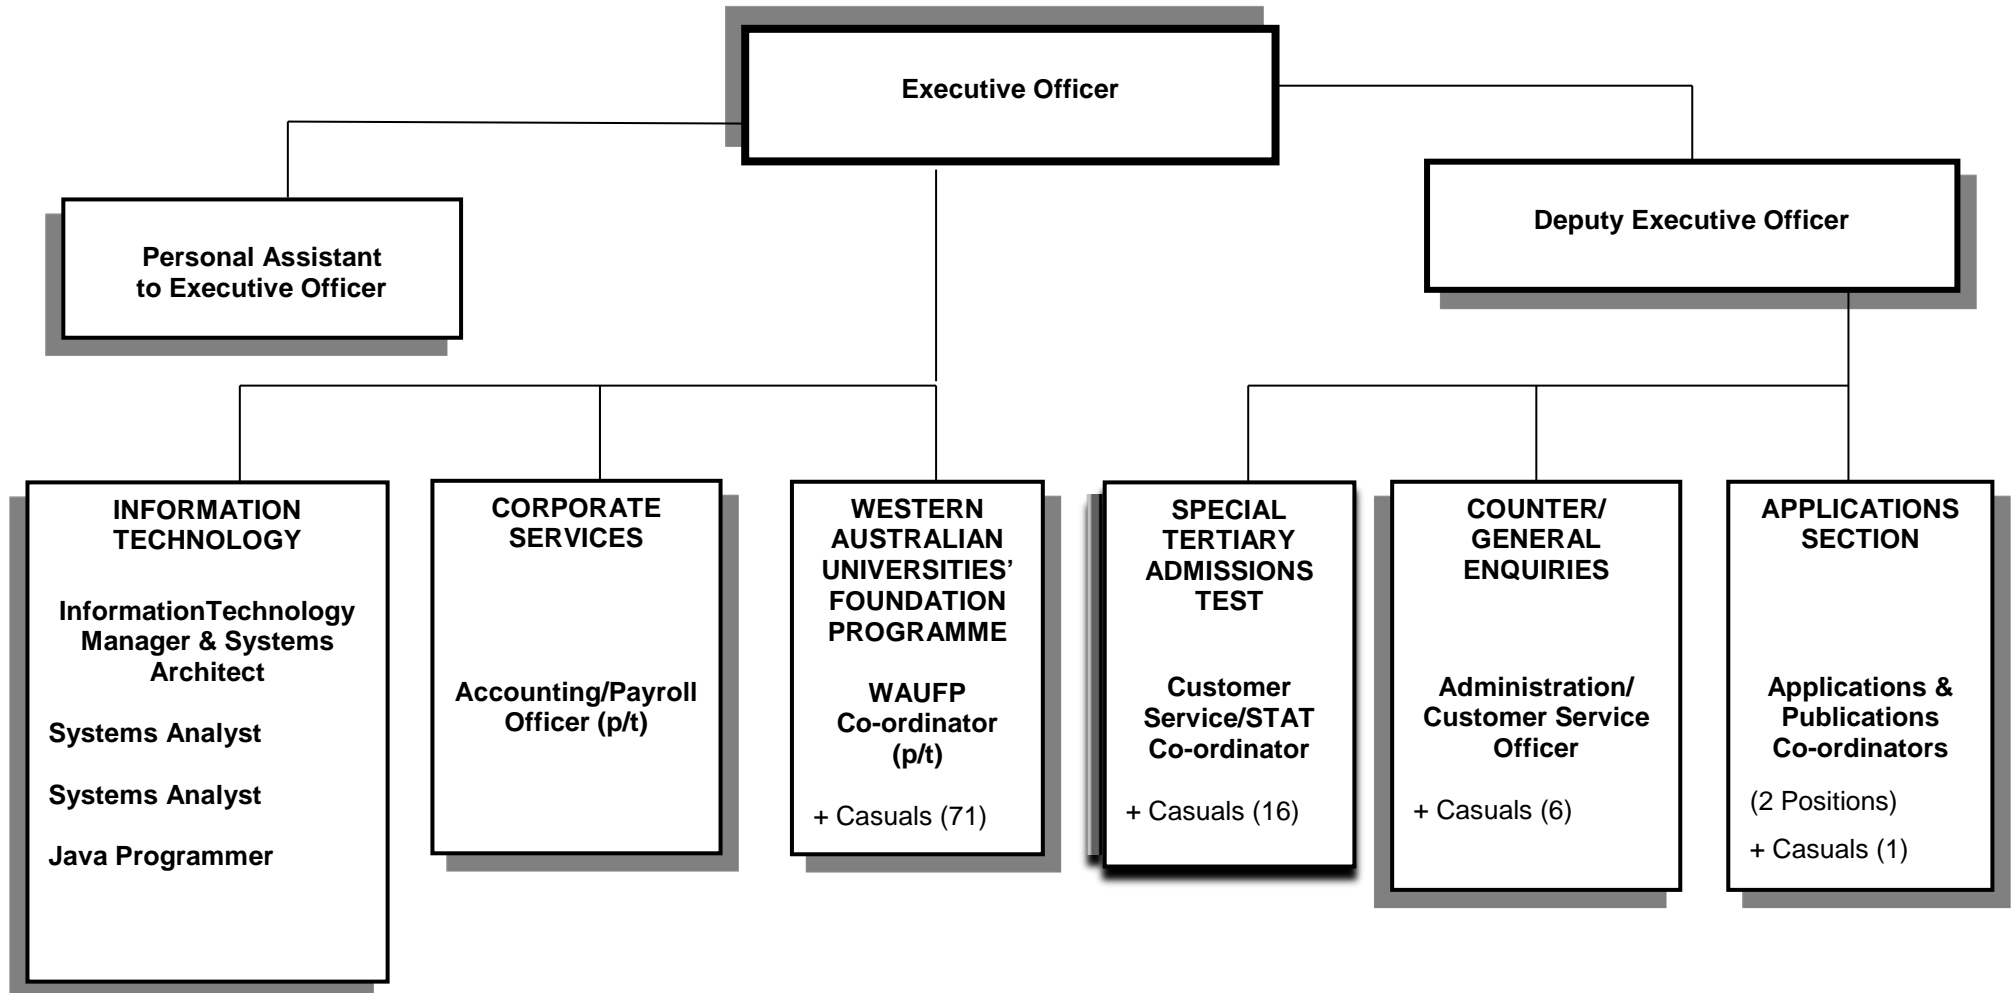 Executive Officer
Deputy Executive Officer
Personal Assistant
to Executive Officer
INFORMATION
TECHNOLOGY
InformationTechnology
Manager & Systems
Architect
Systems Analyst
Systems Analyst
Java Programmer
CORPORATE
SERVICES
Accounting/Payroll
Officer (p/t)
WESTERN
AUSTRALIAN
UNIVERSITIES’
FOUNDATION
PROGRAMME
WAUFP
Co-ordinator
(p/t)
+ Casuals (71)
SPECIAL
TERTIARY
ADMISSIONS
TEST
Customer
Service/STAT
Co-ordinator
+ Casuals (16)
COUNTER/
GENERAL
ENQUIRIES
Administration/
Customer Service
Officer
+ Casuals (6)
APPLICATIONS
SECTION
Applications &
Publications
Co-ordinators
(2 Positions)
+ Casuals (1)